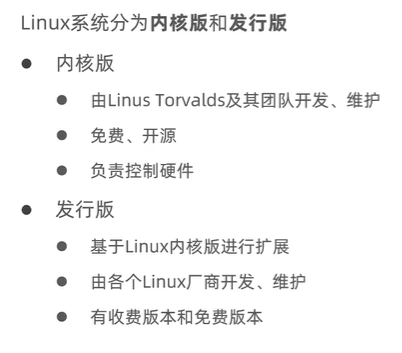 Linux系统分为内核版和发行版
● 内核版
● 由Linus Torvalds及其团队开发、维护
● 免费、开源
● 负责控制硬件
● 发行版
● 基于Linux内核版进行扩展
● 由各个Linux厂商开发、维护
● 有收费版本和免费版本